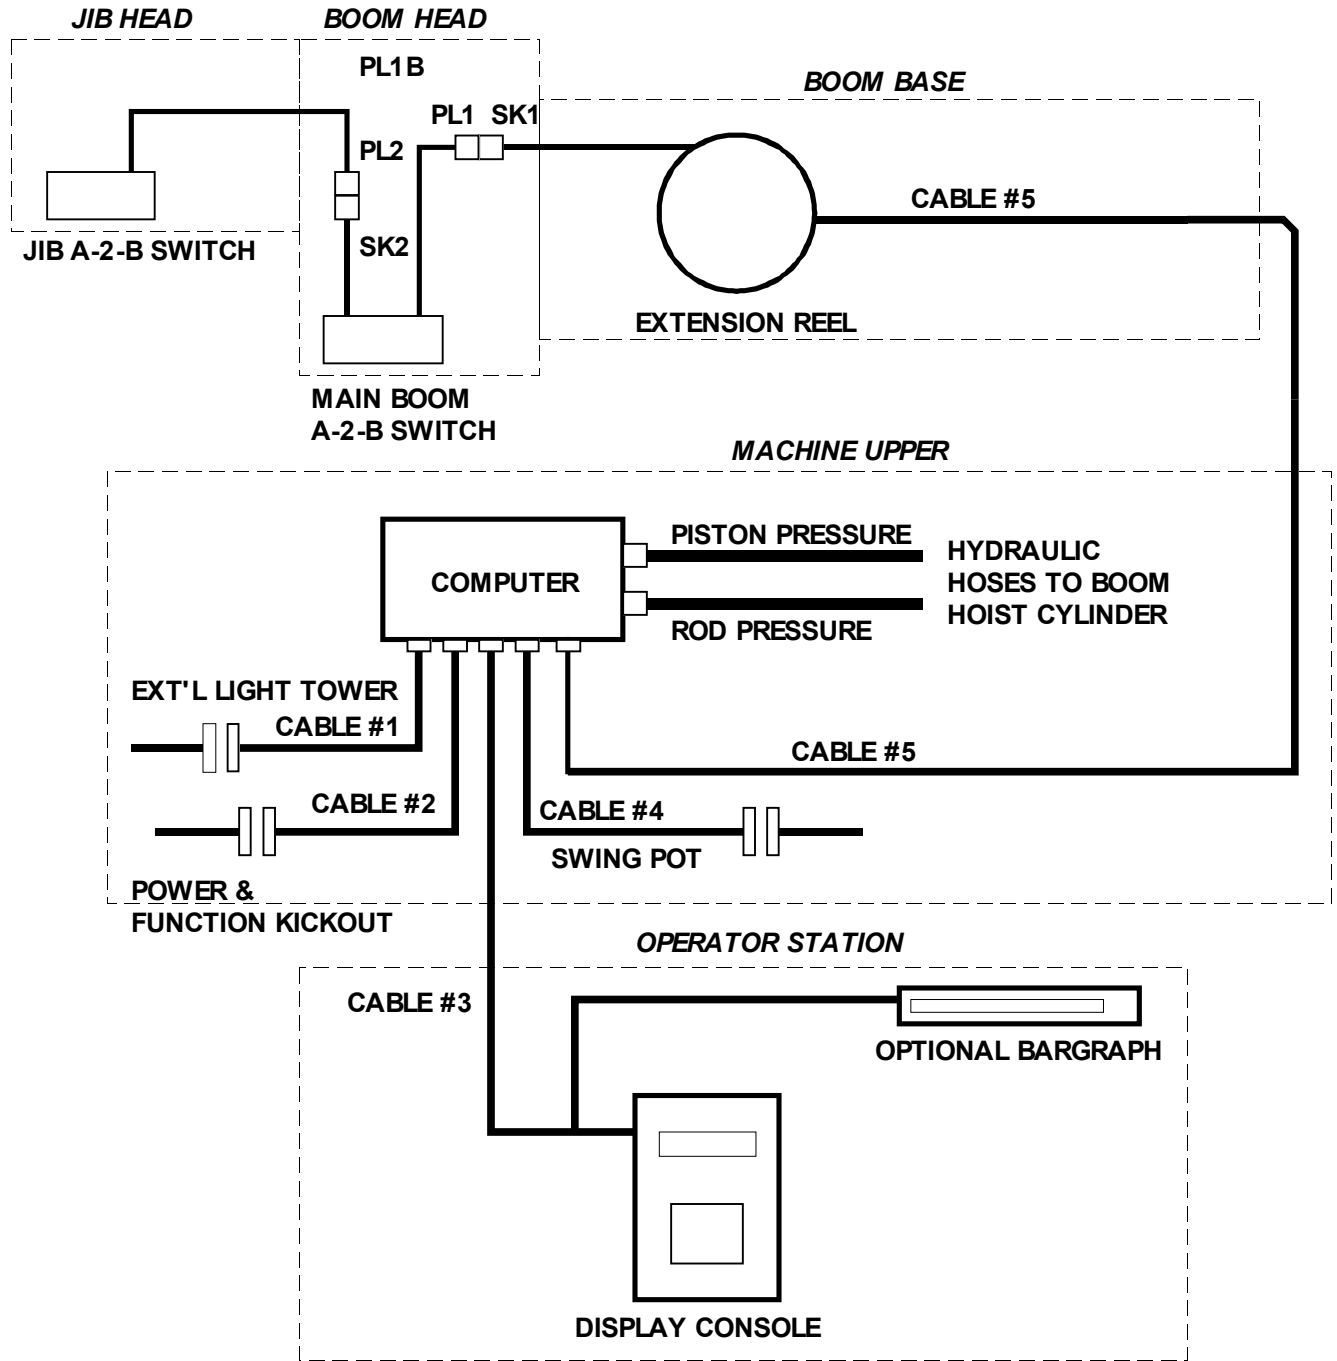 JIB HEAD
BOOM HEAD
PL1B
BOOM BASE
PL1
SK1
PL2
CABLE #5
SK2
JIB A-2-B SWITCH
EXTENSION REEL
MAIN BOOM
A-2-B SWITCH
MACHINE UPPER
PISTON PRESSURE
HYDRAULIC
HOSES TO BOOM
HOIST CYLINDER
COMPUTER
ROD PRESSURE
EXT'L LIGHT TOWER
CABLE #1
CABLE #5
CABLE #2
CABLE #4
SWING POT
POWER &
FUNCTION KICKOUT
OPERATOR STATION
CABLE #3
OPTIONAL BARGRAPH
DISPLAY CONSOLE